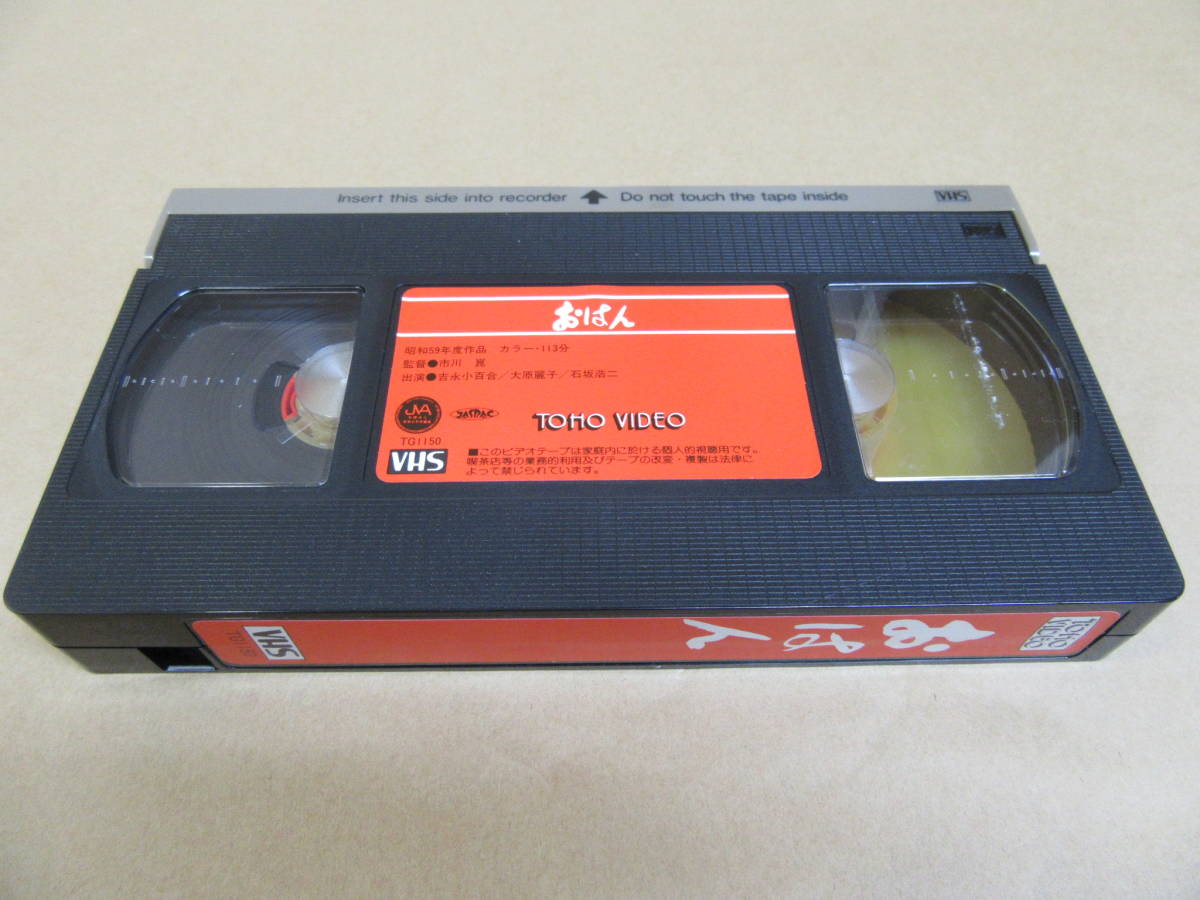 Insert this side into recorder ↑ Do not touch the tape inside VHS
おはん
昭和59年度作品 カラー・113分
監督●市川 崑
出演●吉永小百合／大原麗子／石坂浩二
JVA JASRAC TOHO VIDEO
TG1150
VHS
■このビデオテープは家庭内に於ける個人的視聴用です。
喫茶店等の業務的利用及びテープの改変・複製は法律に
よって禁じられています。
TOHO VIDEO
おはん
VHS
TG1150